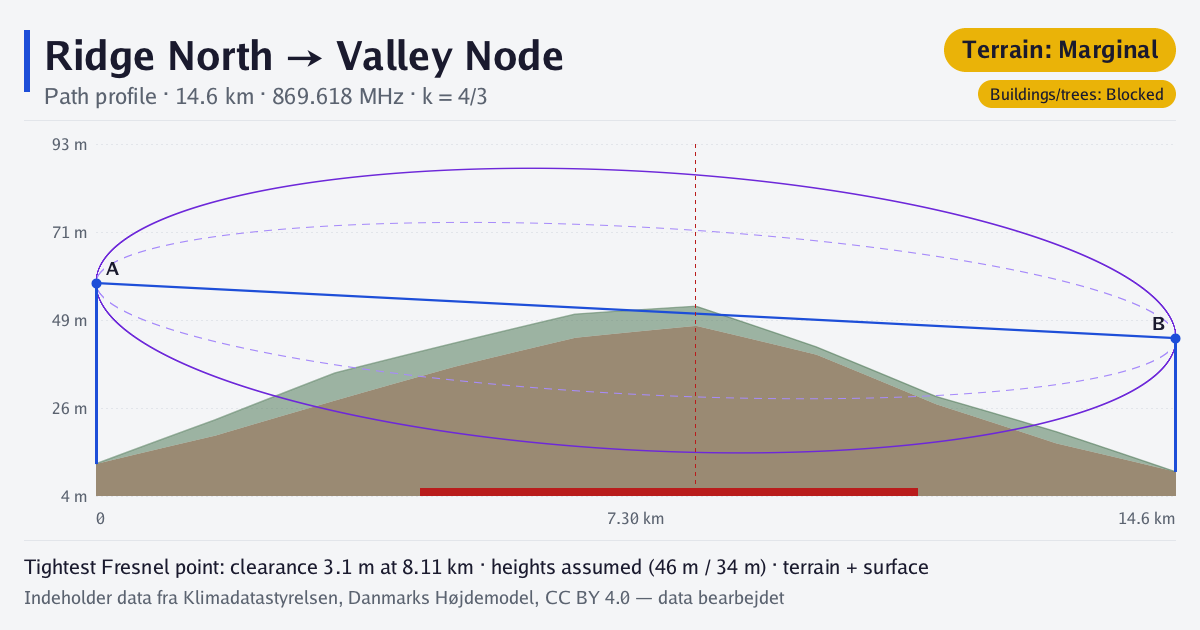 Ridge North → Valley Node
Terrain: Marginal
Path profile · 14.6 km · 869.618 MHz · k = 4/3
Buildings/trees: Blocked
93 m
71 m
A
49 m
B
26 m
4 m
0
7.30 km
14.6 km
Tightest Fresnel point: clearance 3.1 m at 8.11 km · heights assumed (46 m / 34 m) · terrain + surface
Indeholder data fra Klimadatastyrelsen, Danmarks Højdemodel, CC BY 4.0 — data bearbejdet